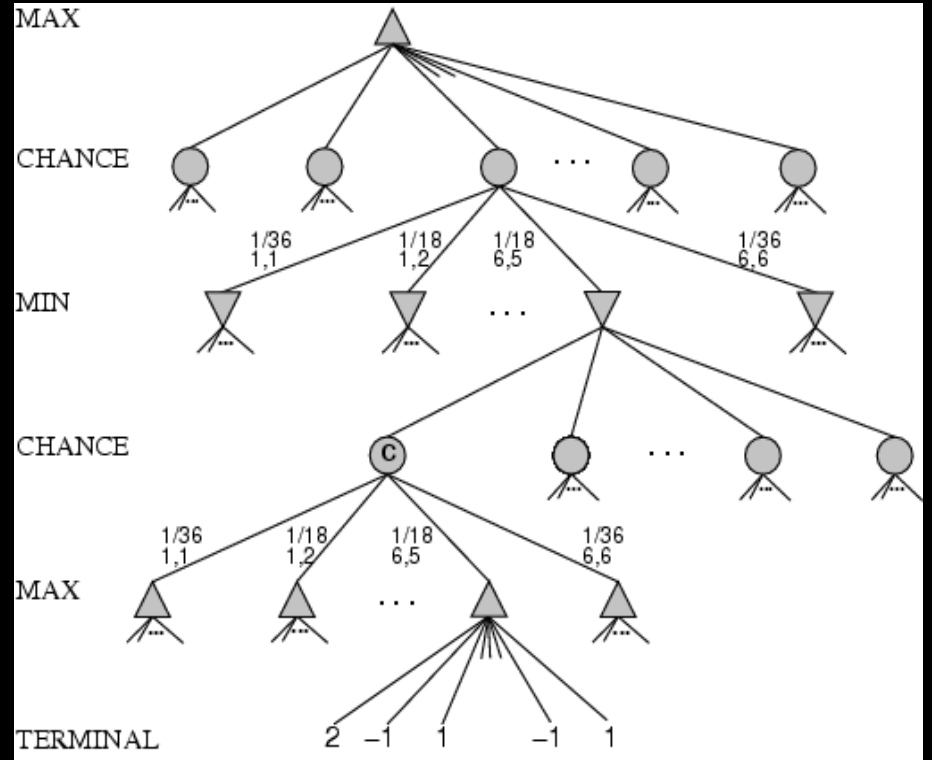 MAX
CHANCE
...
... ... ... ...
1/36 1/18 1/18 1/36
1,1 1,2 6,5 6,6
MIN
...
... ... ...
CHANCE
C
...
... ... ...
1/36 1/18 1/18 1/36
1,1 1,2 6,5 6,6
MAX
...
... ... ...
TERMINAL 2 –1 1 –1 1